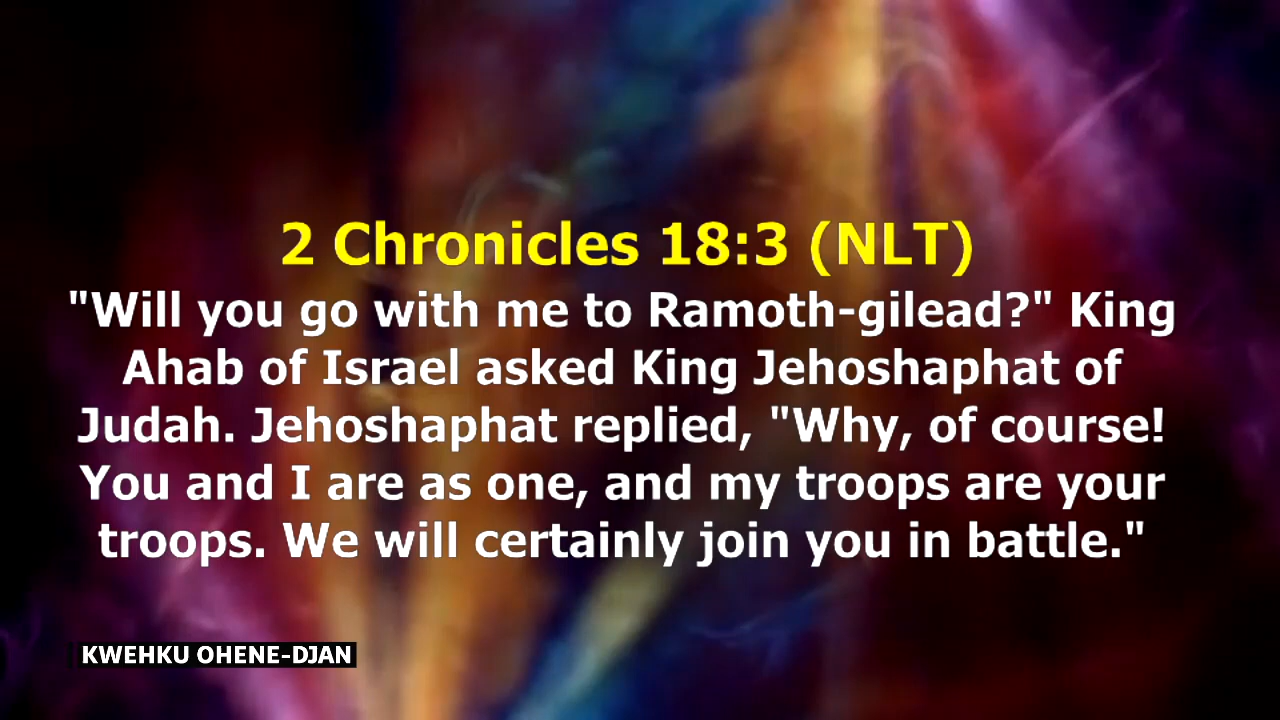 2 Chronicles 18:3 (NLT)
"Will you go with me to Ramoth-gilead?" King
Ahab of Israel asked King Jehoshaphat of
Judah. Jehoshaphat replied, "Why, of course!
You and I are as one, and my troops are your
troops. We will certainly join you in battle."
KWEHKU OHENE-DJAN